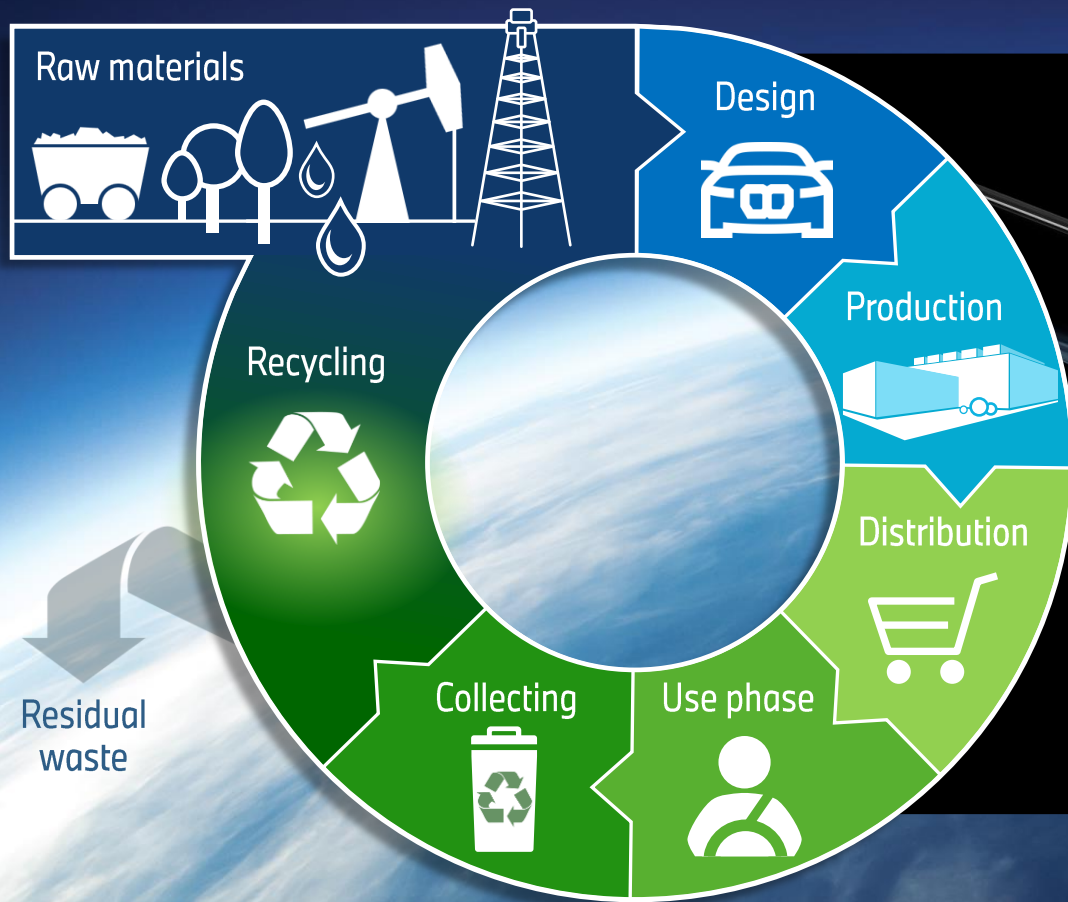 Raw materials
Design
Production
Distribution
Use phase
Collecting
Recycling
Residual
waste